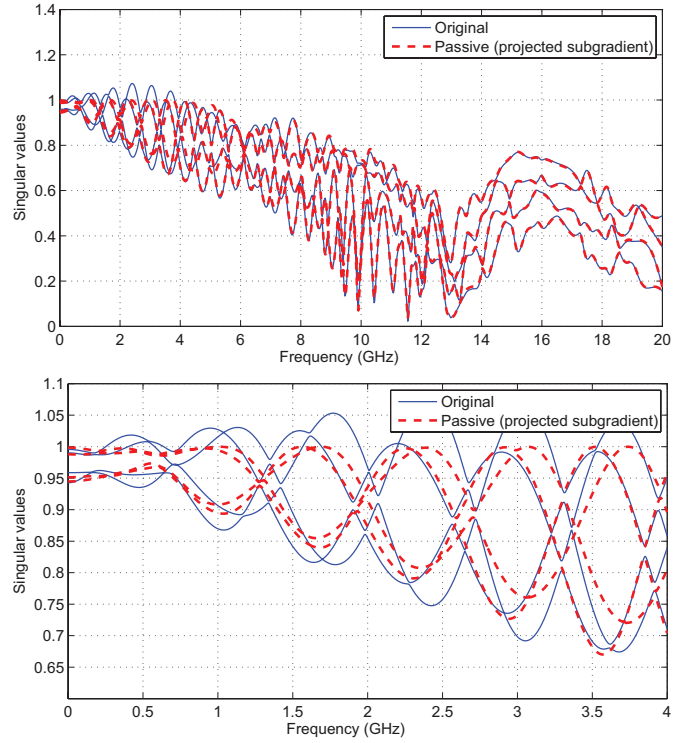 1.4
1.2
1
0.8
0.6
0.4
0.2
0
Singular values
Original
Passive (projected subgradient)
0 2 4 6 8 10 12 14 16 18 20
Frequency (GHz)
1.1
1.05
1
0.95
0.9
0.85
0.8
0.75
0.7
0.65
Singular values
Original
Passive (projected subgradient)
0 0.5 1 1.5 2 2.5 3 3.5 4
Frequency (GHz)